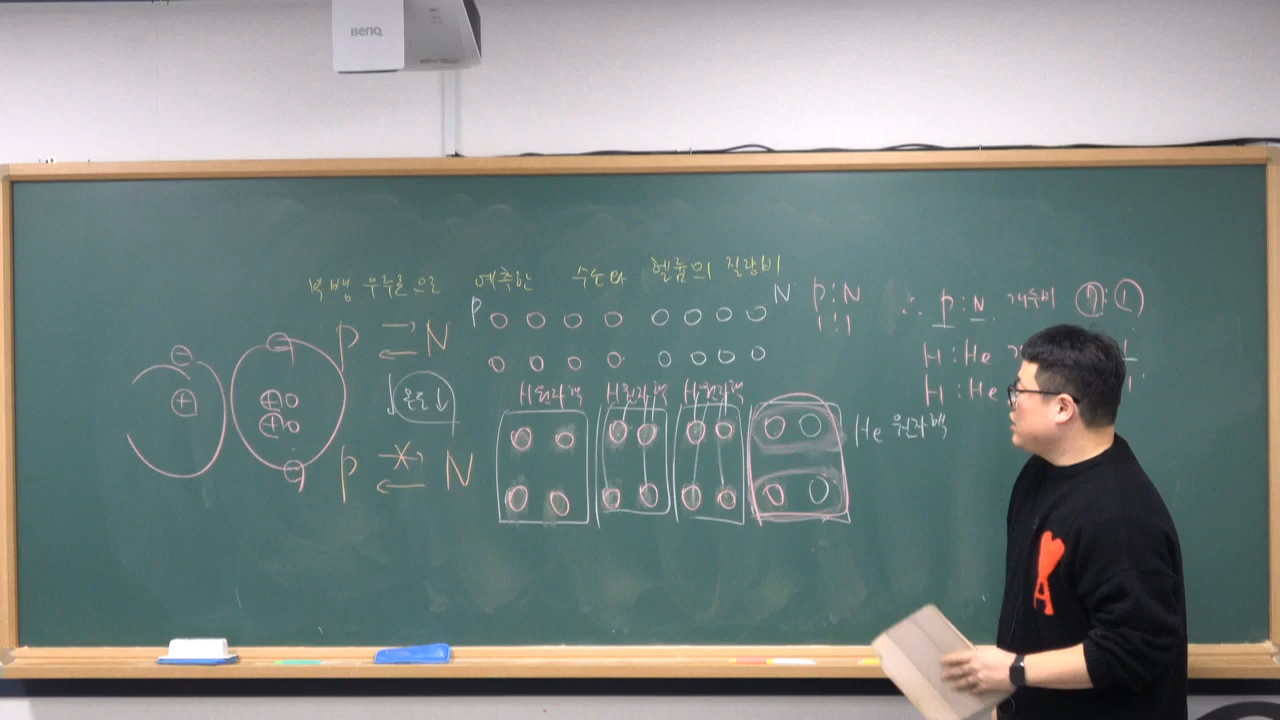 BenQ
빅뱅 우주론으로 예측한 수소와 헬륨의 질량비
P N P:N
1:1
∴ P:N 개수비 ⑦:①
P → ← N
H:He
H:He
↓ 온도↓
H원자핵 H원자핵 H원자핵
He 원자핵
P → ← N
⊖ ⊖
⊕ ⊕
⊕
⊖
A